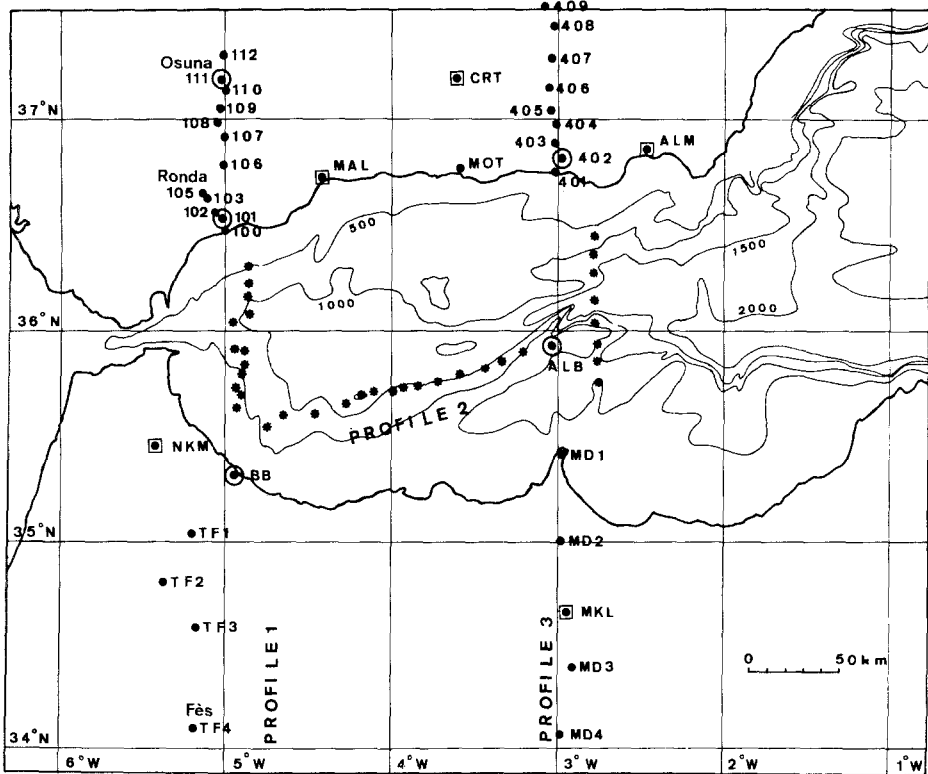 409
408
112
Osuna
407
111
CRT
110
406
109
405
37°N
108
404
107
403
ALM
402
106
MOT
MAL
401
Ronda
105
103
102
101
100
500
1500
1000
2000
36°N
ALB
PROFILE 2
NKM
MD1
BB
35°N
TF1
MD2
TF2
MKL
TF3
PROFILE 1
PROFILE 3
0 50 km
MD3
Fès
TF4
MD4
34°N
6°W 5°W 4°W 3°W 2°W 1°W